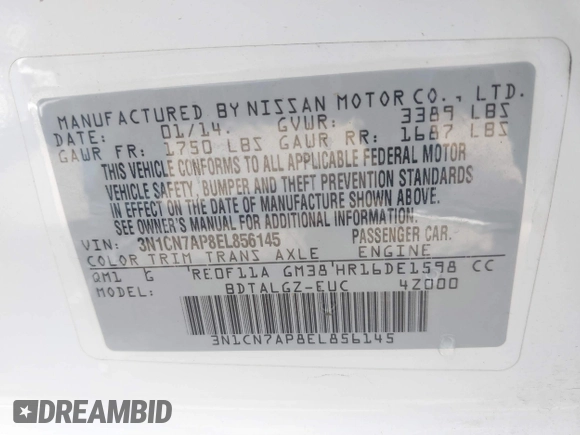 MANUFACTURED BY NISSAN MOTOR CO., LTD.
DATE: 01/14. GVWR: 3389 LBS
GAWR FR: 1750 LBS GAWR RR: 1687 LBS
THIS VEHICLE CONFORMS TO ALL APPLICABLE FEDERAL MOTOR
VEHICLE SAFETY, BUMPER AND THEFT PREVENTION STANDARDS
IN EFFECT ON THE DATE OF MANUFACTURE SHOWN ABOVE.
SEE OWNER'S MANUAL FOR ADDITIONAL INFORMATION.
VIN: 3N1CN7AP8EL856145 PASSENGER CAR.
COLOR TRIM TRANS AXLE ENGINE
QM1 G RE0F11A GM38 HR16DE1598 CC
MODEL: BDTALGZ-EUC 4Z000
3N1CN7AP8EL856145
DREAMBID